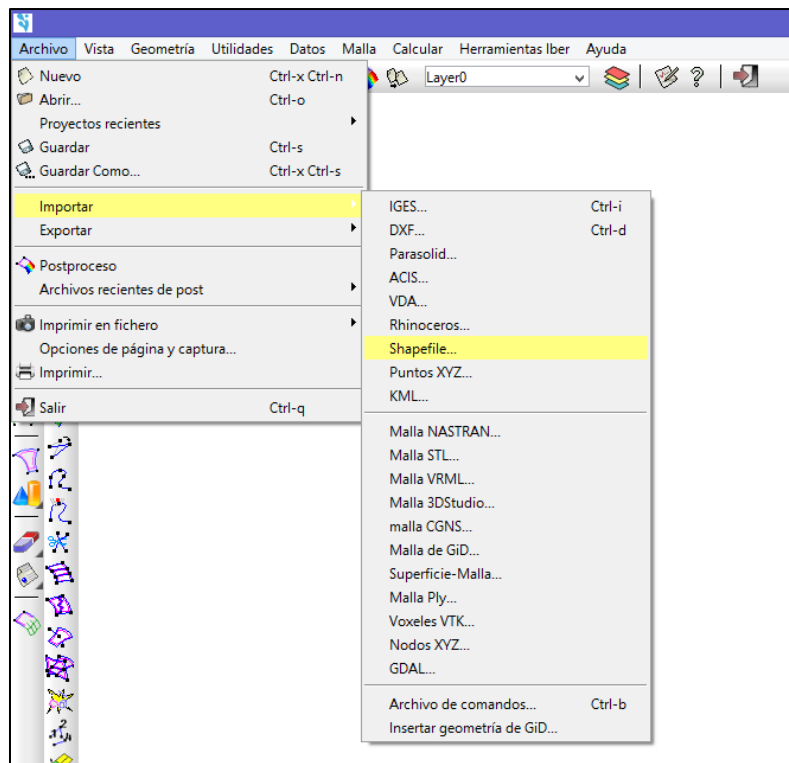 Archivo Vista Geometría Utilidades Datos Malla Calcular Herramientas Iber Ayuda
Layer0
Nuevo Ctrl-x Ctrl-n
Abrir... Ctrl-o
Proyectos recientes
Guardar Ctrl-s
Guardar Como... Ctrl-x Ctrl-s
Importar
Exportar
Postproceso
Archivos recientes de post
Imprimir en fichero
Opciones de página y captura...
Imprimir...
Salir Ctrl-q
IGES... Ctrl-i
DXF... Ctrl-d
Parasolid...
ACIS...
VDA...
Rhinoceros...
Shapefile...
Puntos XYZ...
KML...
Malla NASTRAN...
Malla STL...
Malla VRML...
Malla 3DStudio...
malla CGNS...
Malla de GiD...
Superficie-Malla...
Malla Ply...
Voxeles VTK...
Nodos XYZ...
GDAL...
Archivo de comandos... Ctrl-b
Insertar geometría de GiD...